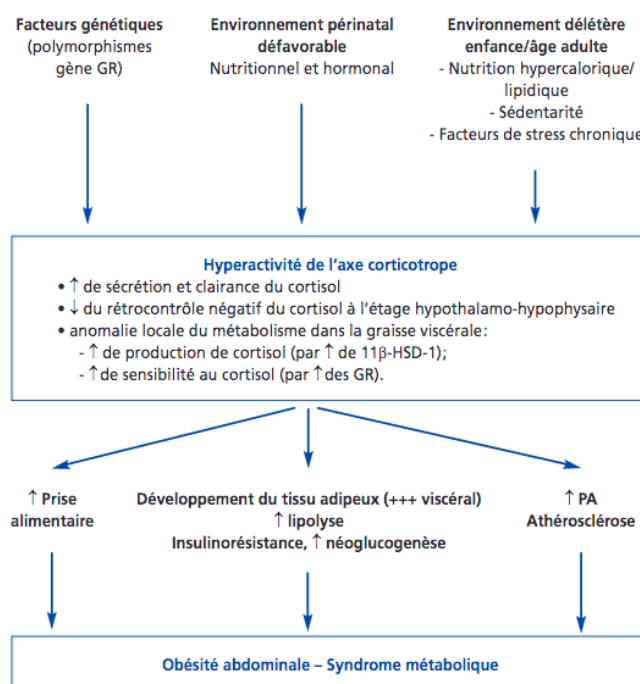 Facteurs génétiques
(polymorphismes
gène GR)
Environnement périnatal
défavorable
Nutritionnel et hormonal
Environnement délétère
enfance/âge adulte
- Nutrition hypercalorique/
lipidique
- Sédentarité
- Facteurs de stress chronique
Hyperactivité de l’axe corticotrope
• ↑ de sécrétion et clairance du cortisol
• ↓ du rétrocontrôle négatif du cortisol à l’étage hypothalamo-hypophysaire
• anomalie locale du métabolisme dans la graisse viscérale:
- ↑ de production de cortisol (par ↑ de 11β-HSD-1);
- ↑de sensibilité au cortisol (par ↑des GR).
↑ Prise
alimentaire
Développement du tissu adipeux (+++ viscéral)
↑ lipolyse
Insulinorésistance, ↑ néoglucogenèse
↑ PA
Athérosclérose
Obésité abdominale – Syndrome métabolique